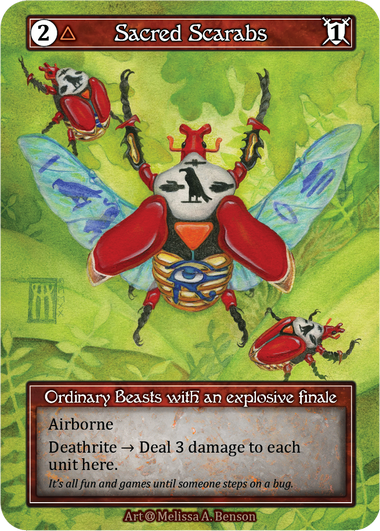 2 Sacred Scarabs 1
Ordinary Beasts with an explosive finale
Airborne
Deathrite → Deal 3 damage to each
unit here.
It's all fun and games until someone steps on a bug.
Art @ Melissa A. Benson